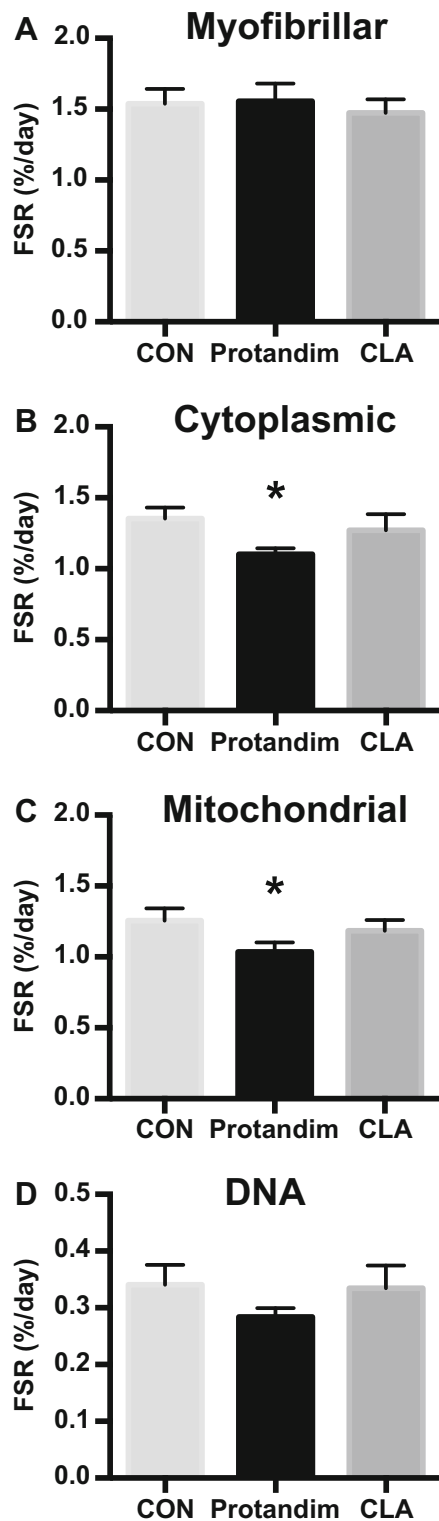 A Myofibrillar
2.0
1.5
1.0
0.5
0.0
FSR (%/day)
CON Protandim CLA
B Cytoplasmic
2.0
1.5
1.0
0.5
0.0
FSR (%/day)
*
CON Protandim CLA
C Mitochondrial
2.0
1.5
1.0
0.5
0.0
FSR (%/day)
*
CON Protandim CLA
D DNA
0.5
0.4
0.3
0.2
0.1
0.0
FSR (%/day)
CON Protandim CLA